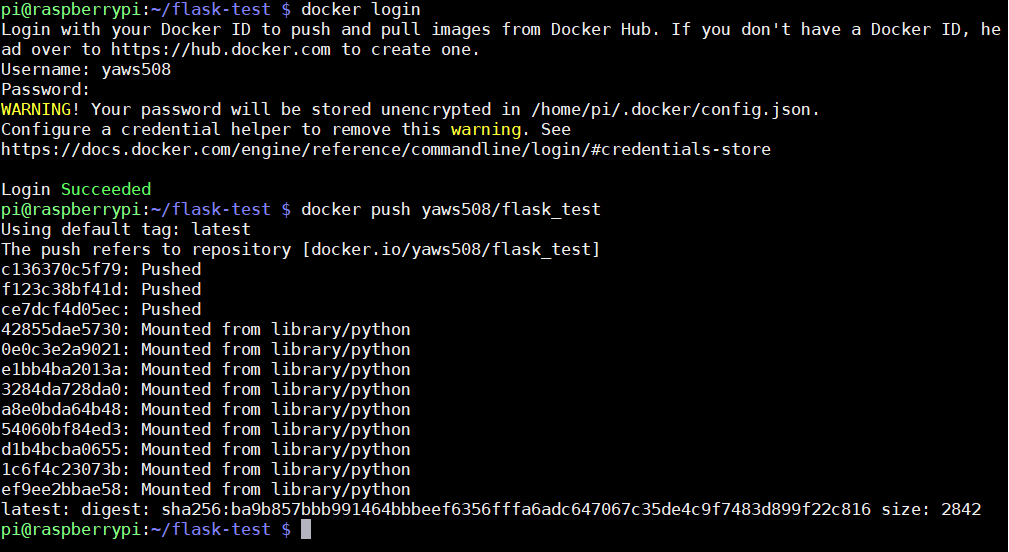 pi@raspberrypi:~/flask-test $ docker login
Login with your Docker ID to push and pull images from Docker Hub. If you don't have a Docker ID, he
ad over to https://hub.docker.com to create one.
Username: yaws508
Password:
WARNING! Your password will be stored unencrypted in /home/pi/.docker/config.json.
Configure a credential helper to remove this warning. See
https://docs.docker.com/engine/reference/commandline/login/#credentials-store
Login Succeeded
pi@raspberrypi:~/flask-test $ docker push yaws508/flask_test
Using default tag: latest
The push refers to repository [docker.io/yaws508/flask_test]
c136370c5f79: Pushed
f123c38bf41d: Pushed
ce7dcf4d05ec: Pushed
42855dae5730: Mounted from library/python
0e0c3e2a9021: Mounted from library/python
e1bb4ba2013a: Mounted from library/python
3284da728da0: Mounted from library/python
a8e0bda64b48: Mounted from library/python
54060bf84ed3: Mounted from library/python
d1b4bcba0655: Mounted from library/python
1c6f4c23073b: Mounted from library/python
ef9ee2bbae58: Mounted from library/python
latest: digest: sha256:ba9b857bbb991464bbbeef6356fffa6adc647067c35de4c9f7483d899f22c816 size: 2842
pi@raspberrypi:~/flask-test $